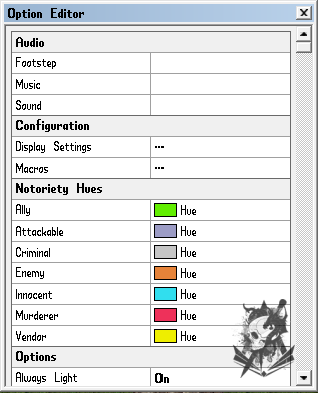 Option Editor
Audio
Footstep
Music
Sound
Configuration
Display Settings ...
Macros ...
Notoriety Hues
Ally Hue
Attackable Hue
Criminal Hue
Enemy Hue
Innocent Hue
Murderer Hue
Vendor Hue
Options
Always Light On